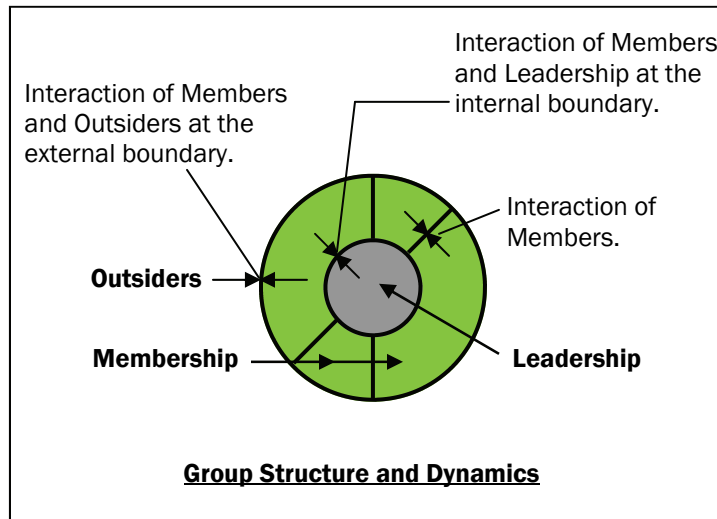 Interaction of Members
and Leadership at the
internal boundary.
Interaction of Members
and Outsiders at the
external boundary.
Interaction of
Members.
Outsiders
Membership
Leadership
Group Structure and Dynamics